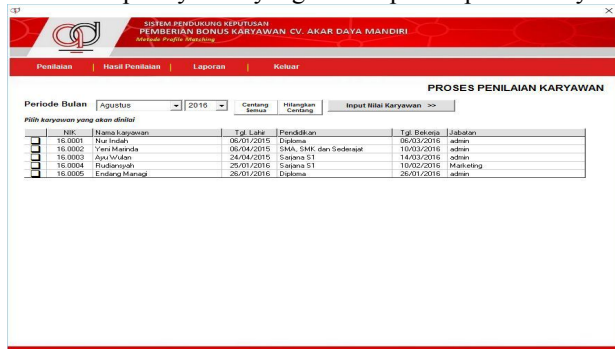 SISTEM PENDUKUNG KEPUTUSAN
PEMBERIAN BONUS KARYAWAN CV. AKAR DAYA MANDIRI
Metode Profile Matching
Penilaian | Hasil Penilaian | Laporan | Keluar
PROSES PENILAIAN KARYAWAN
Periode Bulan Agustus 2016 Centang Semua Hilangkan Centang Input Nilai Karyawan >>
Pilih karyawan yang akan dinilai
NIK Nama karyawan Tgl. Lahir Pendidikan Tgl. Bekerja Jabatan
16.0001 Nur Indah 06/01/2015 Diploma 06/03/2016 admin
16.0002 Yeni Marinda 06/04/2015 SMA, SMK dan Sederajat 10/03/2016 admin
16.0003 Ayu Wulan 24/04/2015 Sarjana S1 14/03/2016 admin
16.0004 Rudiansyah 25/01/2016 Sarjana S1 10/02/2016 Marketing
16.0005 Endang Managi 26/01/2016 Diploma 26/01/2016 admin